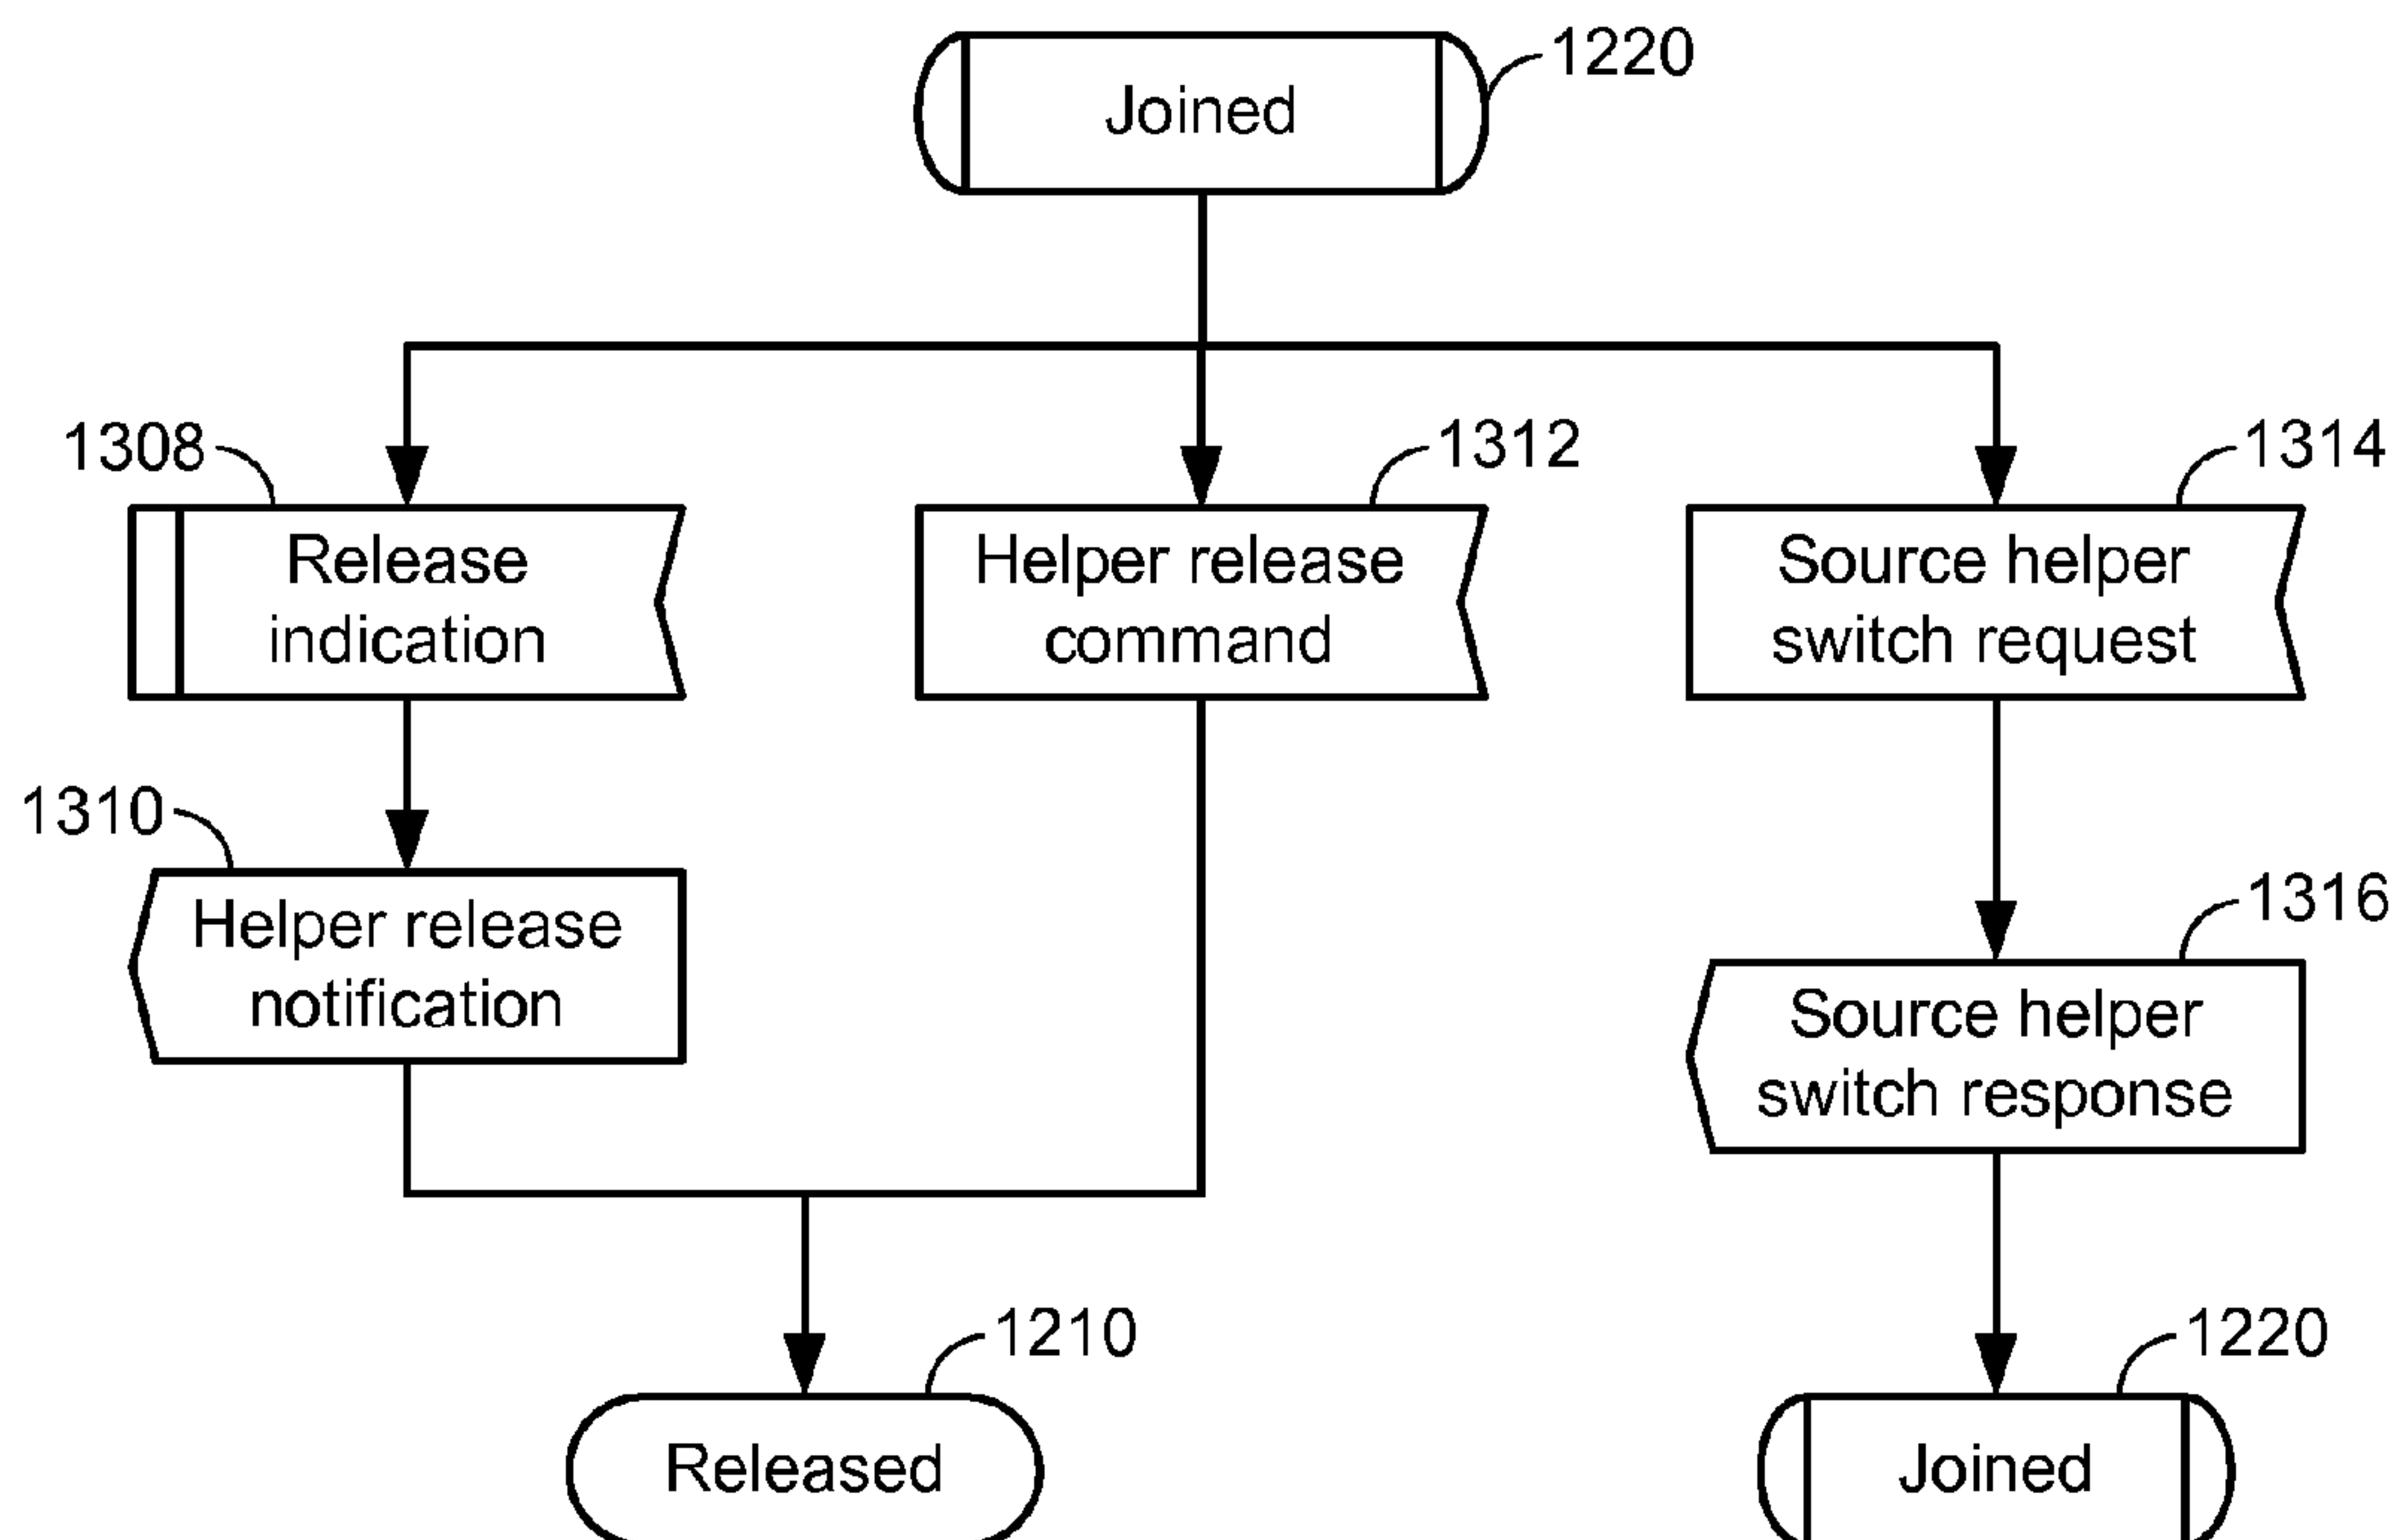 1220
Joined
1308
1312
1314
Release
indication
Helper release
command
Source helper
switch request
1310
Helper release
notification
1316
Source helper
switch response
1210
Released
1220
Joined